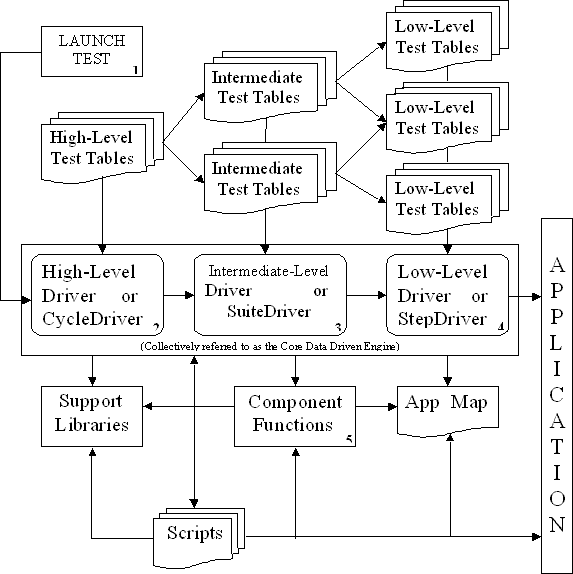 LAUNCH
TEST
1
High-Level
Test Tables
Intermediate
Test Tables
Intermediate
Test Tables
Low-Level
Test Tables
Low-Level
Test Tables
Low-Level
Test Tables
High-Level
Driver or
CycleDriver
2
Intermediate-Level
Driver or
SuiteDriver
3
Low-Level
Driver or
StepDriver
4
(Collectively referred to as the Core Data Driven Engine)
Support
Libraries
Component
Functions
5
App Map
Scripts
APPLICATION